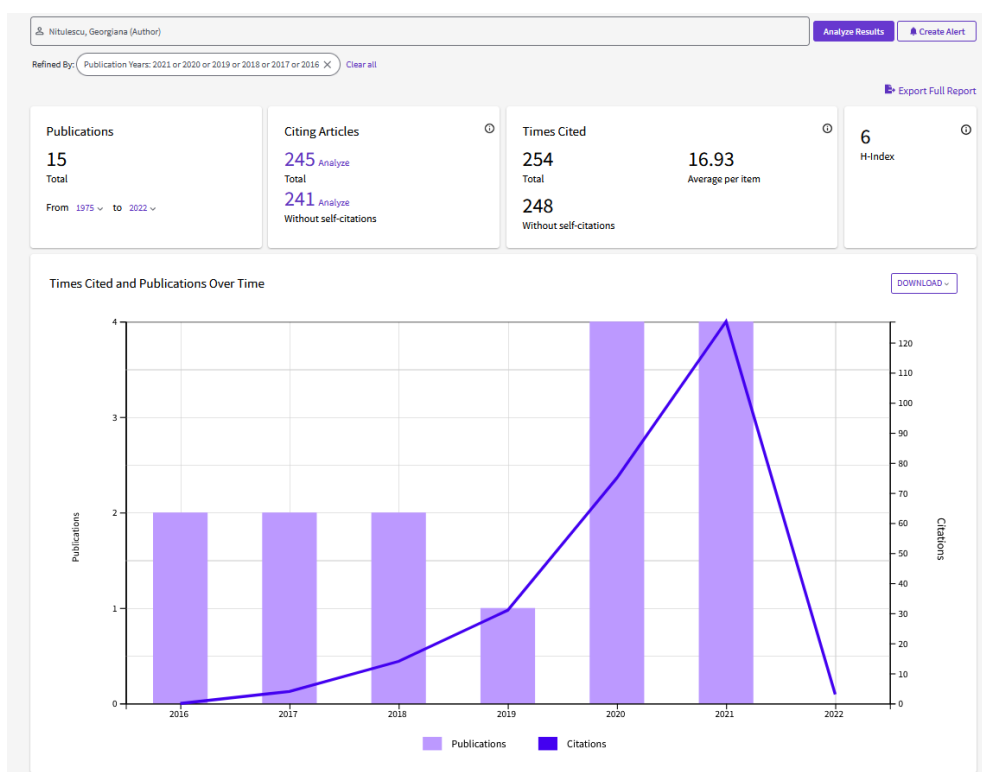 Nitulescu, Georgiana (Author)
Analyze Results
Create Alert
Refined By:
Publication Years: 2021 or 2020 or 2019 or 2018 or 2017 or 2016
Clear all
Export Full Report
Publications
15
Total
From 1975 to 2022
Citing Articles
245 Analyze
Total
241 Analyze
Without self-citations
Times Cited
254
Total
248
Without self-citations
16.93
Average per item
6
H-Index
Times Cited and Publications Over Time
DOWNLOAD
Publications
4
3
2
1
0
2016
2017
2018
2019
2020
2021
2022
120
110
100
90
80
70
60
50
40
30
20
10
0
Citations
Publications
Citations